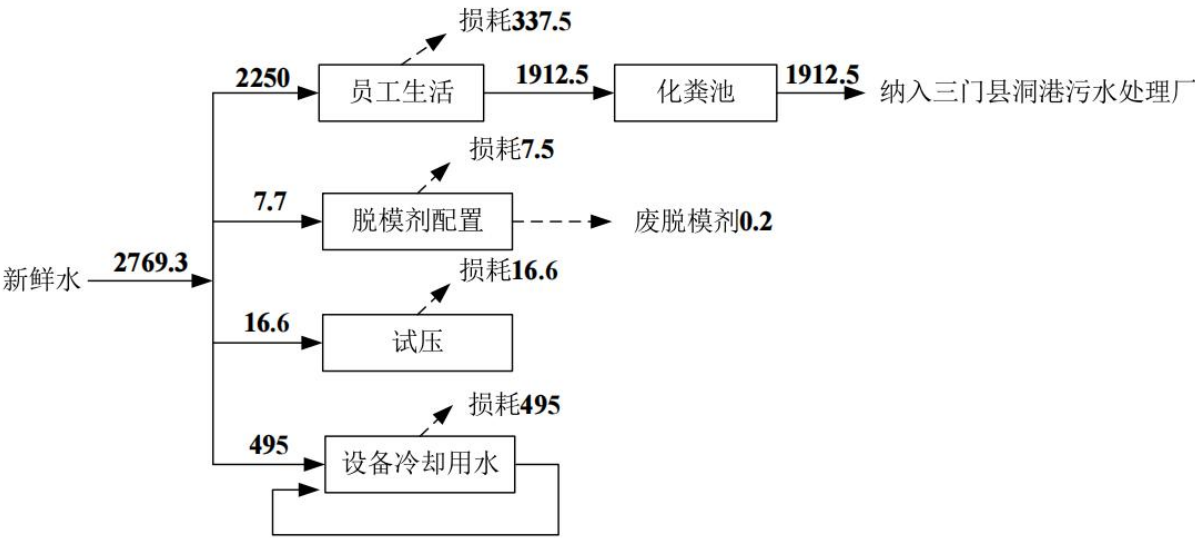 损耗337.5
2250
员工生活
1912.5
化粪池
1912.5
纳入三门县洞港污水处理厂
损耗7.5
7.7
脱模剂配置
废脱模剂0.2
新鲜水
2769.3
损耗16.6
16.6
试压
损耗495
495
设备冷却用水